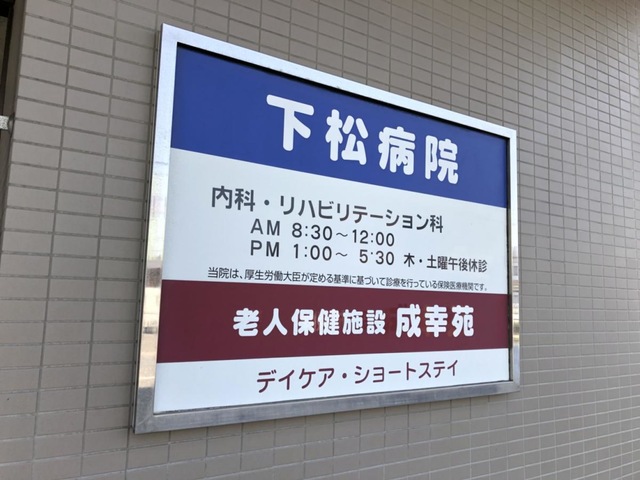 下松病院
内科・リハビリテーション科
AM 8:30～12:00
PM 1:00～ 5:30 木・土曜午後休診
当院は、厚生労働大臣が定める基準に基づいて診療を行っている保険医療機関です。
老人保健施設 成幸苑
デイケア・ショートステイ